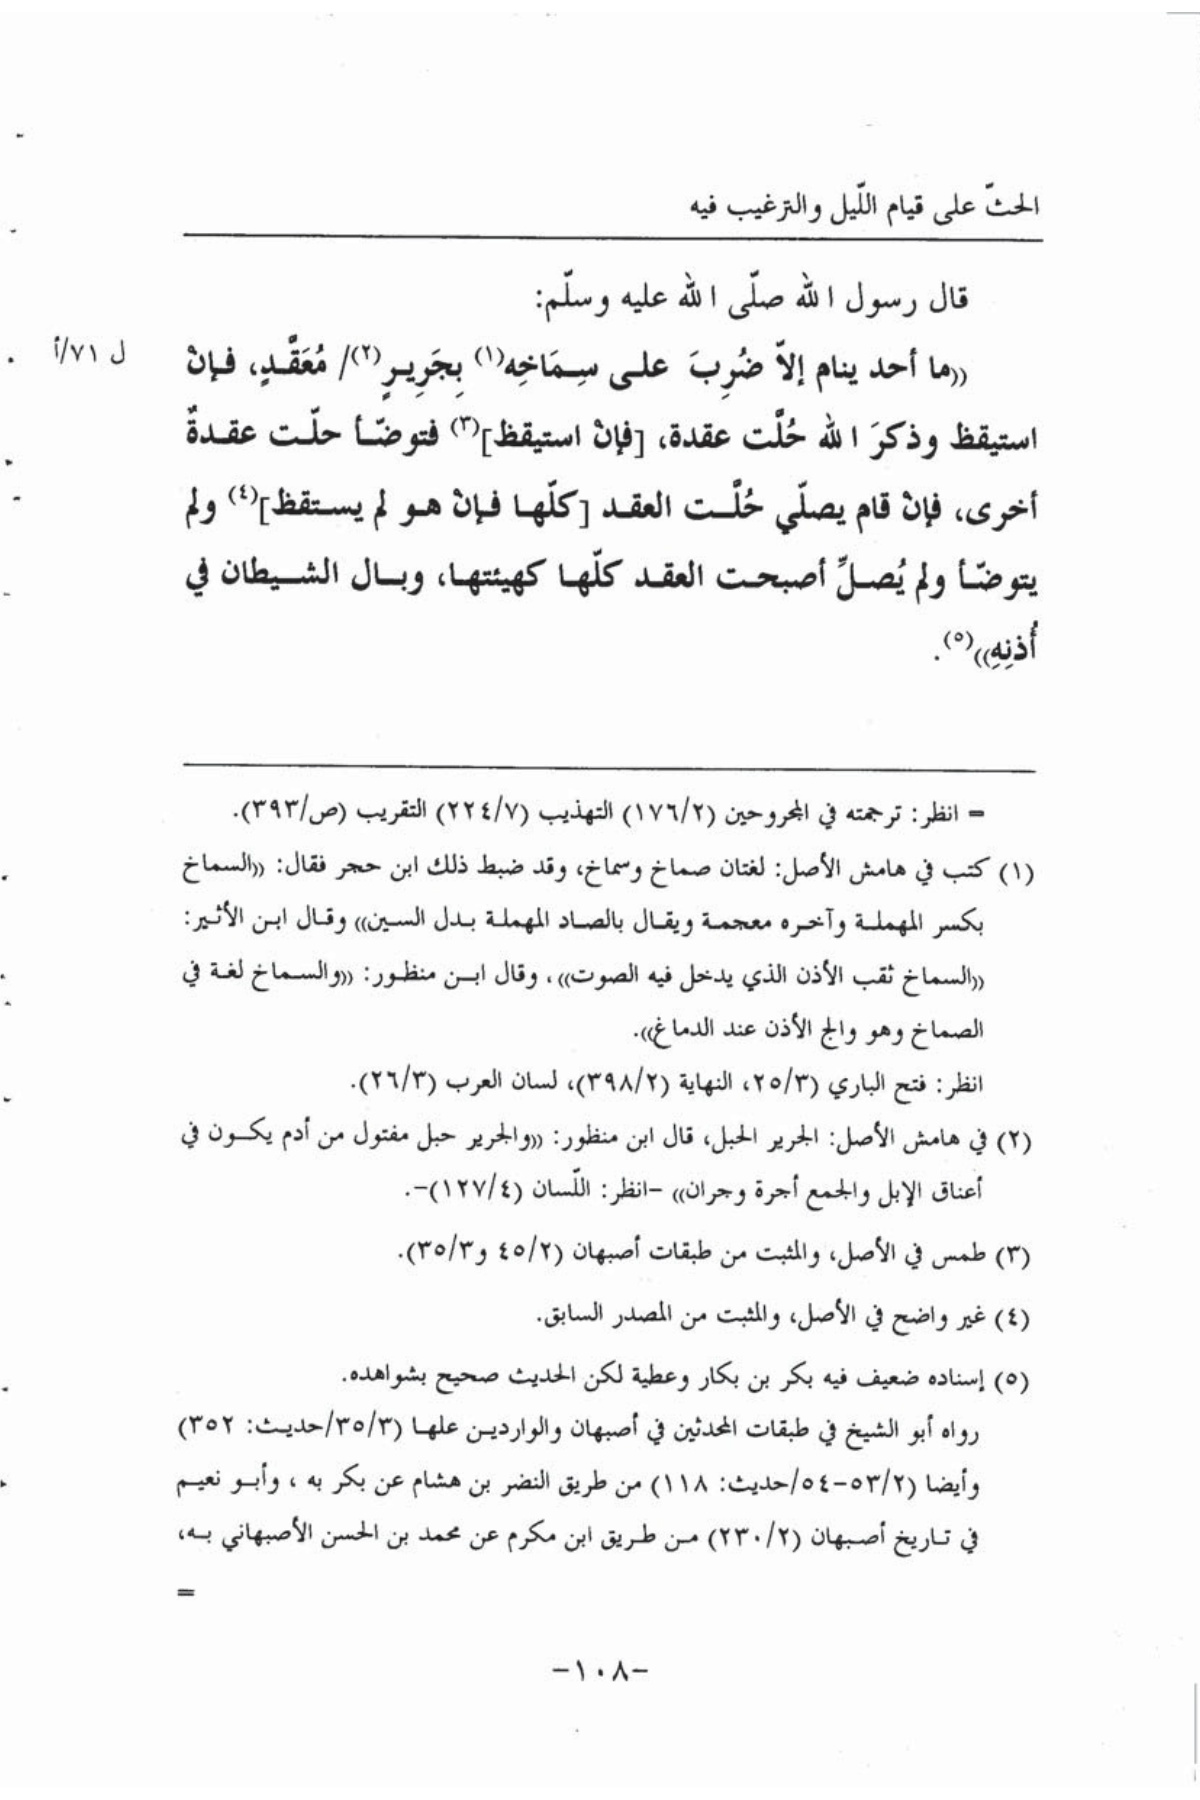 الحثّ على قيام اللّيل والترغيب فيه
قال رسول الله صلّى الله عليه وسلّم:
((ما أحد ينام إلاّ ضُرِبَ على سِمَاخِه(١) بِجَرِيرٍ(٢)/ مُعَقَّدٍ، فإنْ
ل ٧١/أ
استيقظ وذكرَ الله حُلَّت عقدة، [فإنْ استيقظ](٣) فتوضّأ حلّت عقدةٌ
أخرى، فإنْ قام يصلّي حُلَّت العقد [كلّها فإنْ هو لم يستقظ](٤) ولم
يتوضّأ ولم يُصلِّ أصبحت العقد كلّها كهيئتها، وبال الشيطان في
أُذنِهِ))(٥).
= انظر: ترجمته في المجروحين (١٧٦/٢) التهذيب (٢٢٤/٧) التقريب (ص/٣٩٣).
(١) كتب في هامش الأصل: لغتان صماخ وسماخ، وقد ضبط ذلك ابن حجر فقال: ((السماخ
بكسر المهملة وآخره معجمة ويقال بالصاد المهملة بدل السين)) وقال ابن الأثير:
((السماخ ثقب الأذن الذي يدخل فيه الصوت))، وقال ابن منظور: ((والسماخ لغة في
الصماخ وهو والج الأذن عند الدماغ)).
انظر: فتح الباري (٢٥/٣، النهاية (٣٩٨/٢)، لسان العرب (٢٦/٣).
(٢) في هامش الأصل: الجرير الحبل، قال ابن منظور: ((والجرير حبل مفتول من أدم يكون في
أعناق الإبل والجمع أجرة وجران)) -انظر: اللّسان (١٢٧/٤)-.
(٣) طمس في الأصل، والمثبت من طبقات أصبهان (٤٥/٢ و٣٥/٣).
(٤) غير واضح في الأصل، والمثبت من المصدر السابق.
(٥) إسناده ضعيف فيه بكر بن بكار وعطية لكن الحديث صحيح بشواهده.
رواه أبو الشيخ في طبقات المحدثين في أصبهان والواردين علها (٣٥/٣/حديث: ٣٥٢)
وأيضا (٥٣/٢-٥٤/حديث: ١١٨) من طريق النضر بن هشام عن بكر به ، وأبو نعيم
في تاريخ أصبهان (٢٣٠/٢) من طريق ابن مكرم عن محمد بن الحسن الأصبهاني به،
=
-١٠٨-